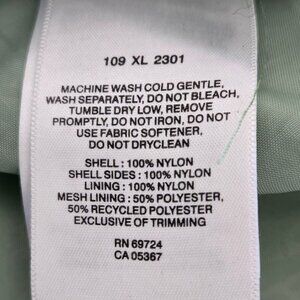 109 XL 2301
MACHINE WASH COLD GENTLE,
WASH SEPARATELY, DO NOT BLEACH,
TUMBLE DRY LOW, REMOVE
PROMPTLY, DO NOT IRON, DO NOT
USE FABRIC SOFTENER,
DO NOT DRYCLEAN
SHELL : 100% NYLON
SHELL SIDES : 100% NYLON
LINING : 100% NYLON
MESH LINING : 50% POLYESTER,
50% RECYCLED POLYESTER
EXCLUSIVE OF TRIMMING
RN 69724
CA 05367